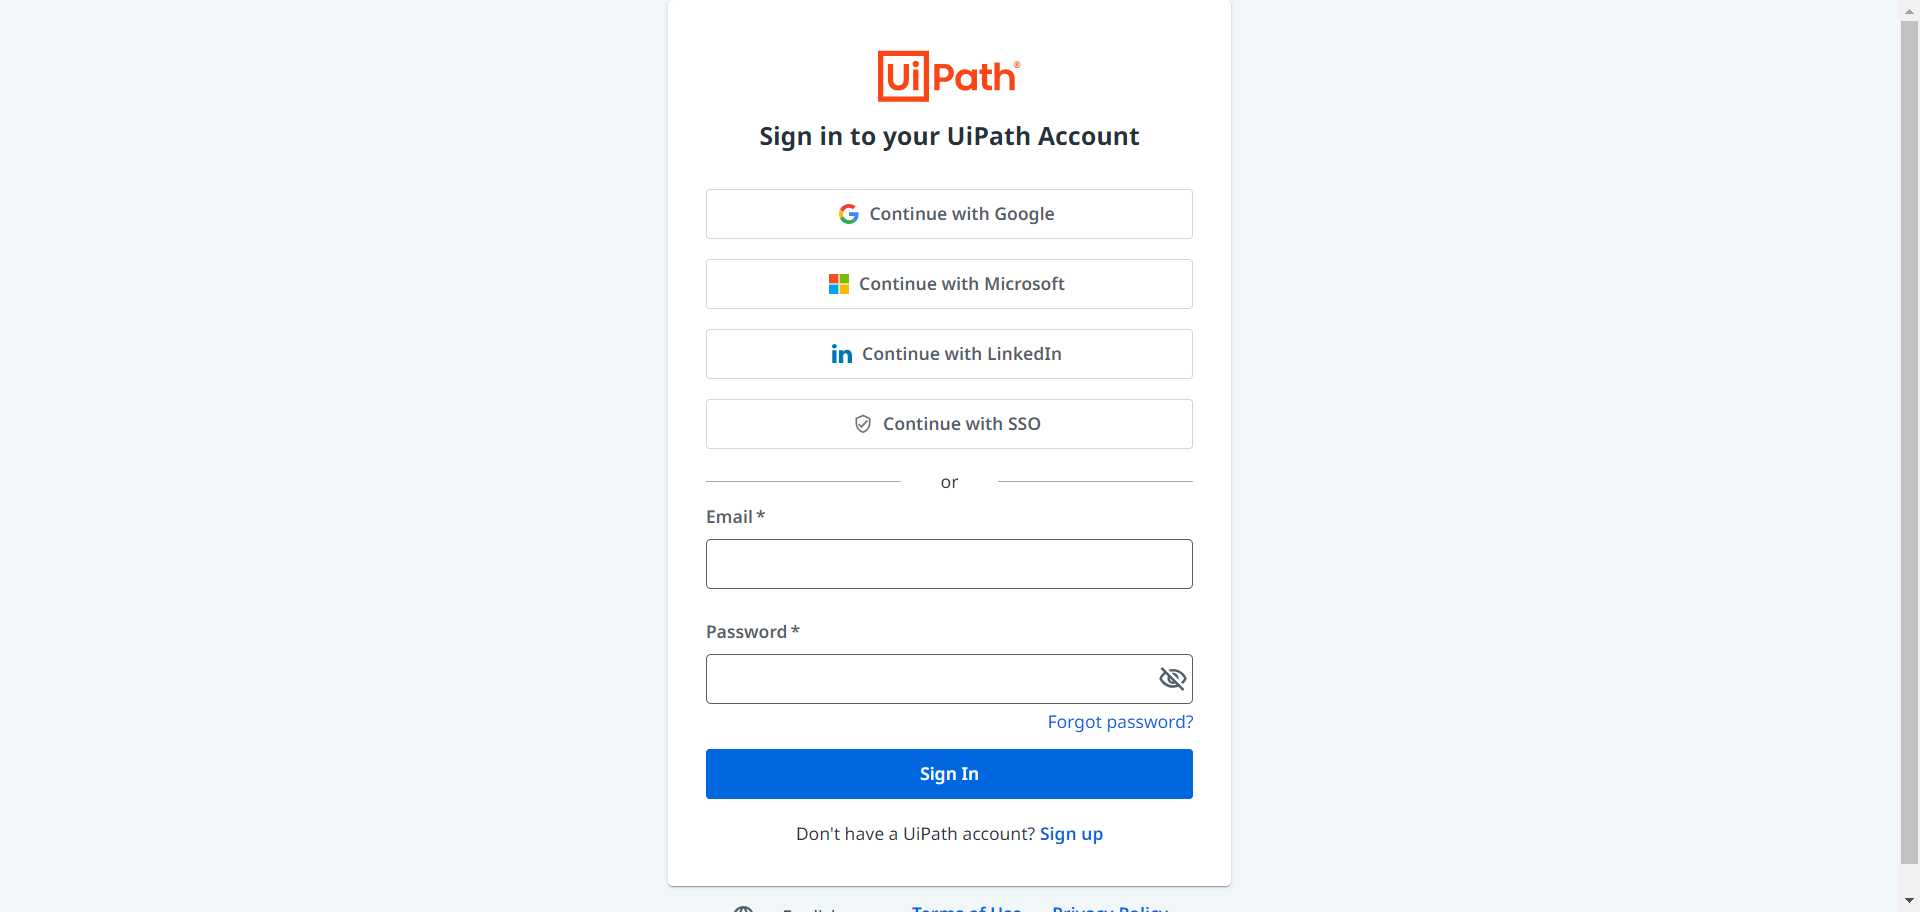 UiPath®
Sign in to your UiPath Account
Continue with Google
Continue with Microsoft
Continue with LinkedIn
Continue with SSO
or
Email *
Password *
Forgot password?
Sign In
Don't have a UiPath account? Sign up
English Terms of Use Privacy Policy